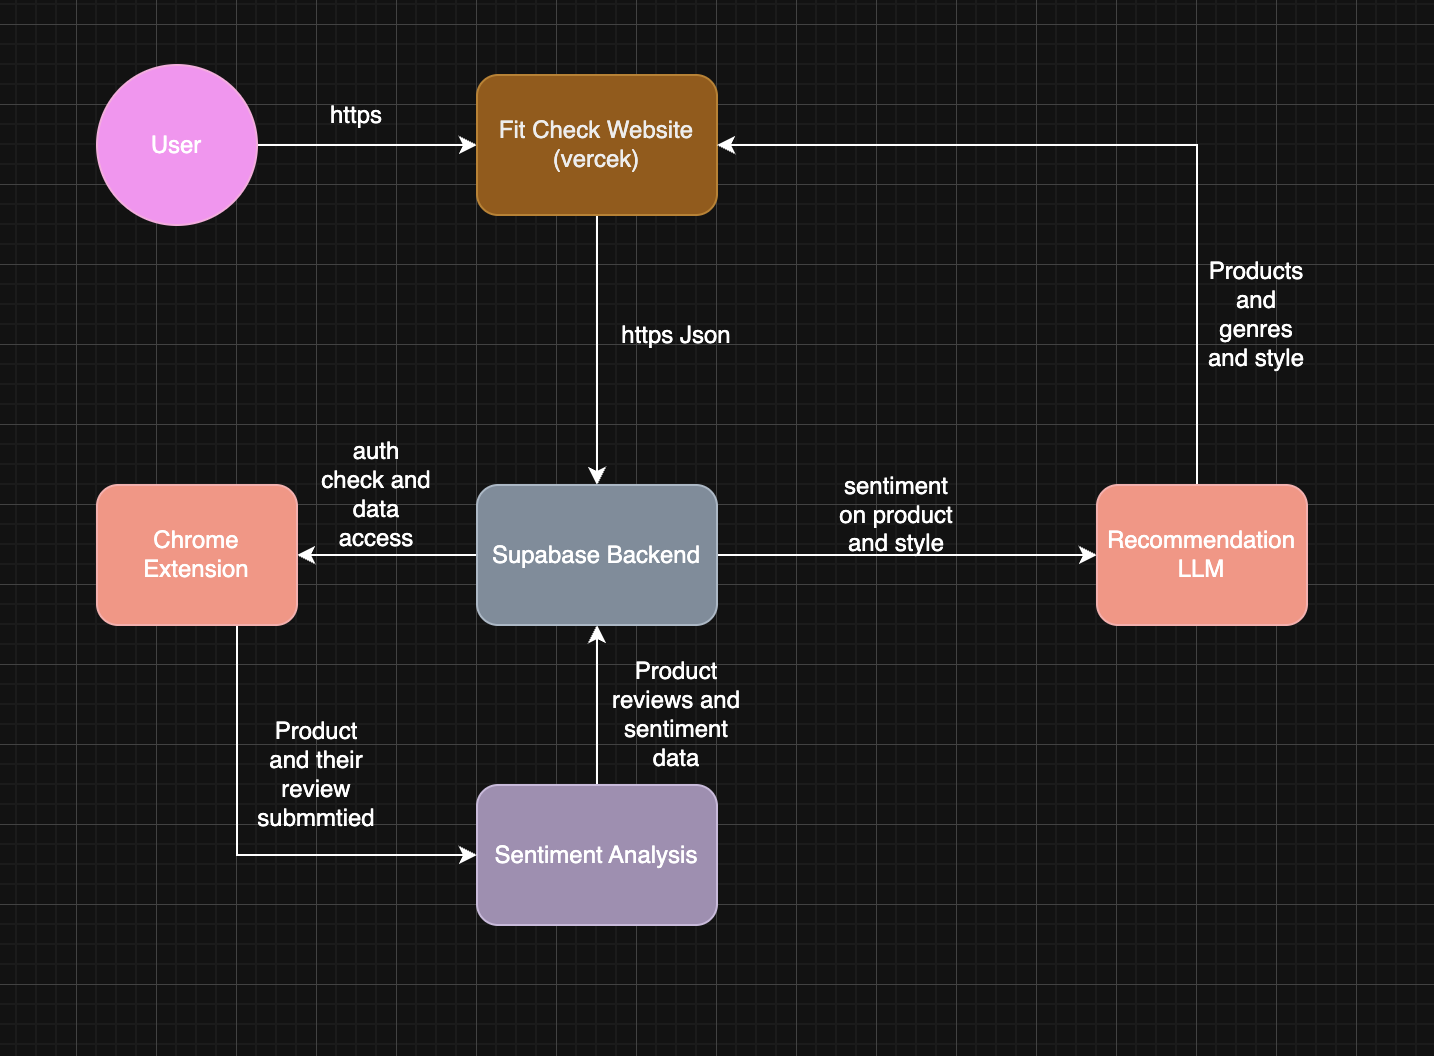 User
https
Fit Check Website
(vercek)
Products
and
genres
and style
https Json
auth
check and
data
access
sentiment
on product
and style
Chrome
Extension
Supabase Backend
Recommendation
LLM
Product
reviews and
sentiment
data
Product
and their
review
submmtied
Sentiment Analysis